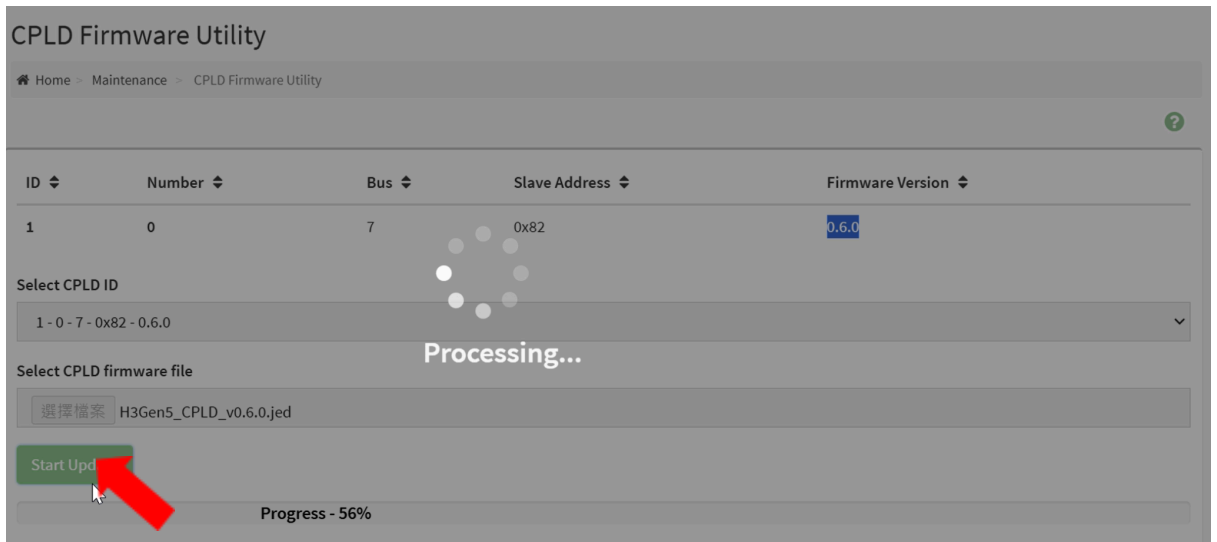 CPLD Firmware Utility
Home > Maintenance > CPLD Firmware Utility
ID Number Bus Slave Address Firmware Version
1 0 7 0x82 0.6.0
Select CPLD ID
1 - 0 - 7 - 0x82 - 0.6.0
Processing...
Select CPLD firmware file
選擇檔案 H3Gen5_CPLD_v0.6.0.jed
Start Upd
Progress - 56%